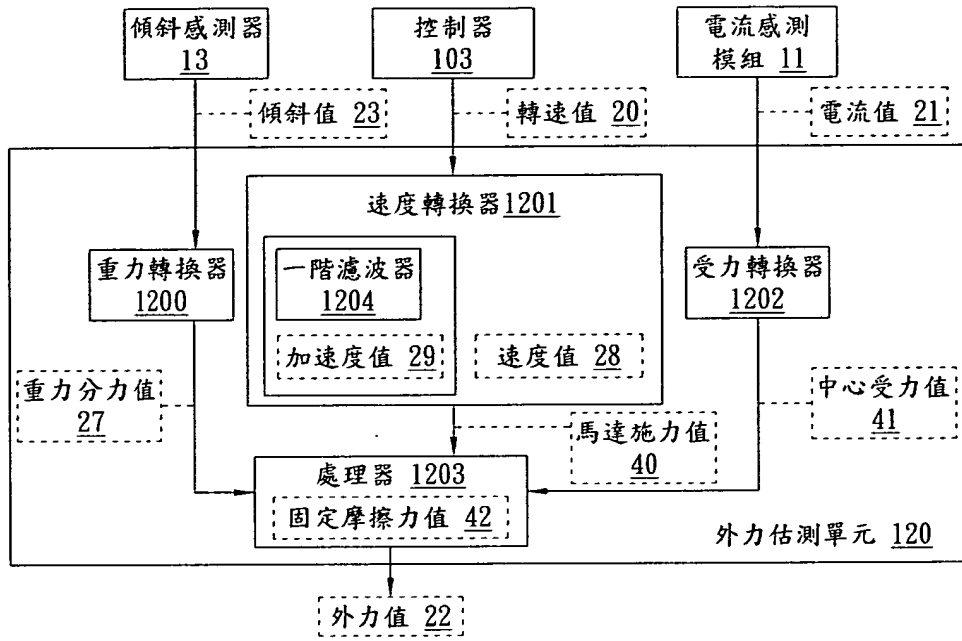 傾斜感測器
13
控制器
103
電流感測
模組 11
傾斜值 23
轉速值 20
電流值 21
速度轉換器1201
重力轉換器
1200
一階濾波器
1204
受力轉換器
1202
加速度值 29
速度值 28
重力分力值
27
馬達施力值
40
中心受力值
41
處理器 1203
固定摩擦力值 42
外力估測單元 120
外力值 22